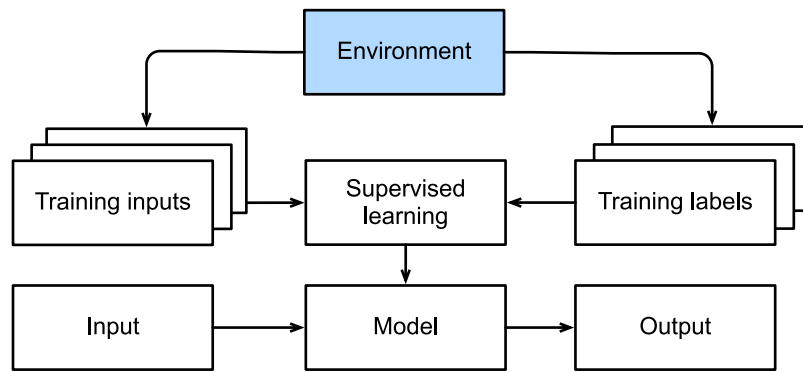 Environment
Training inputs
Supervised
learning
Training labels
Input
Model
Output